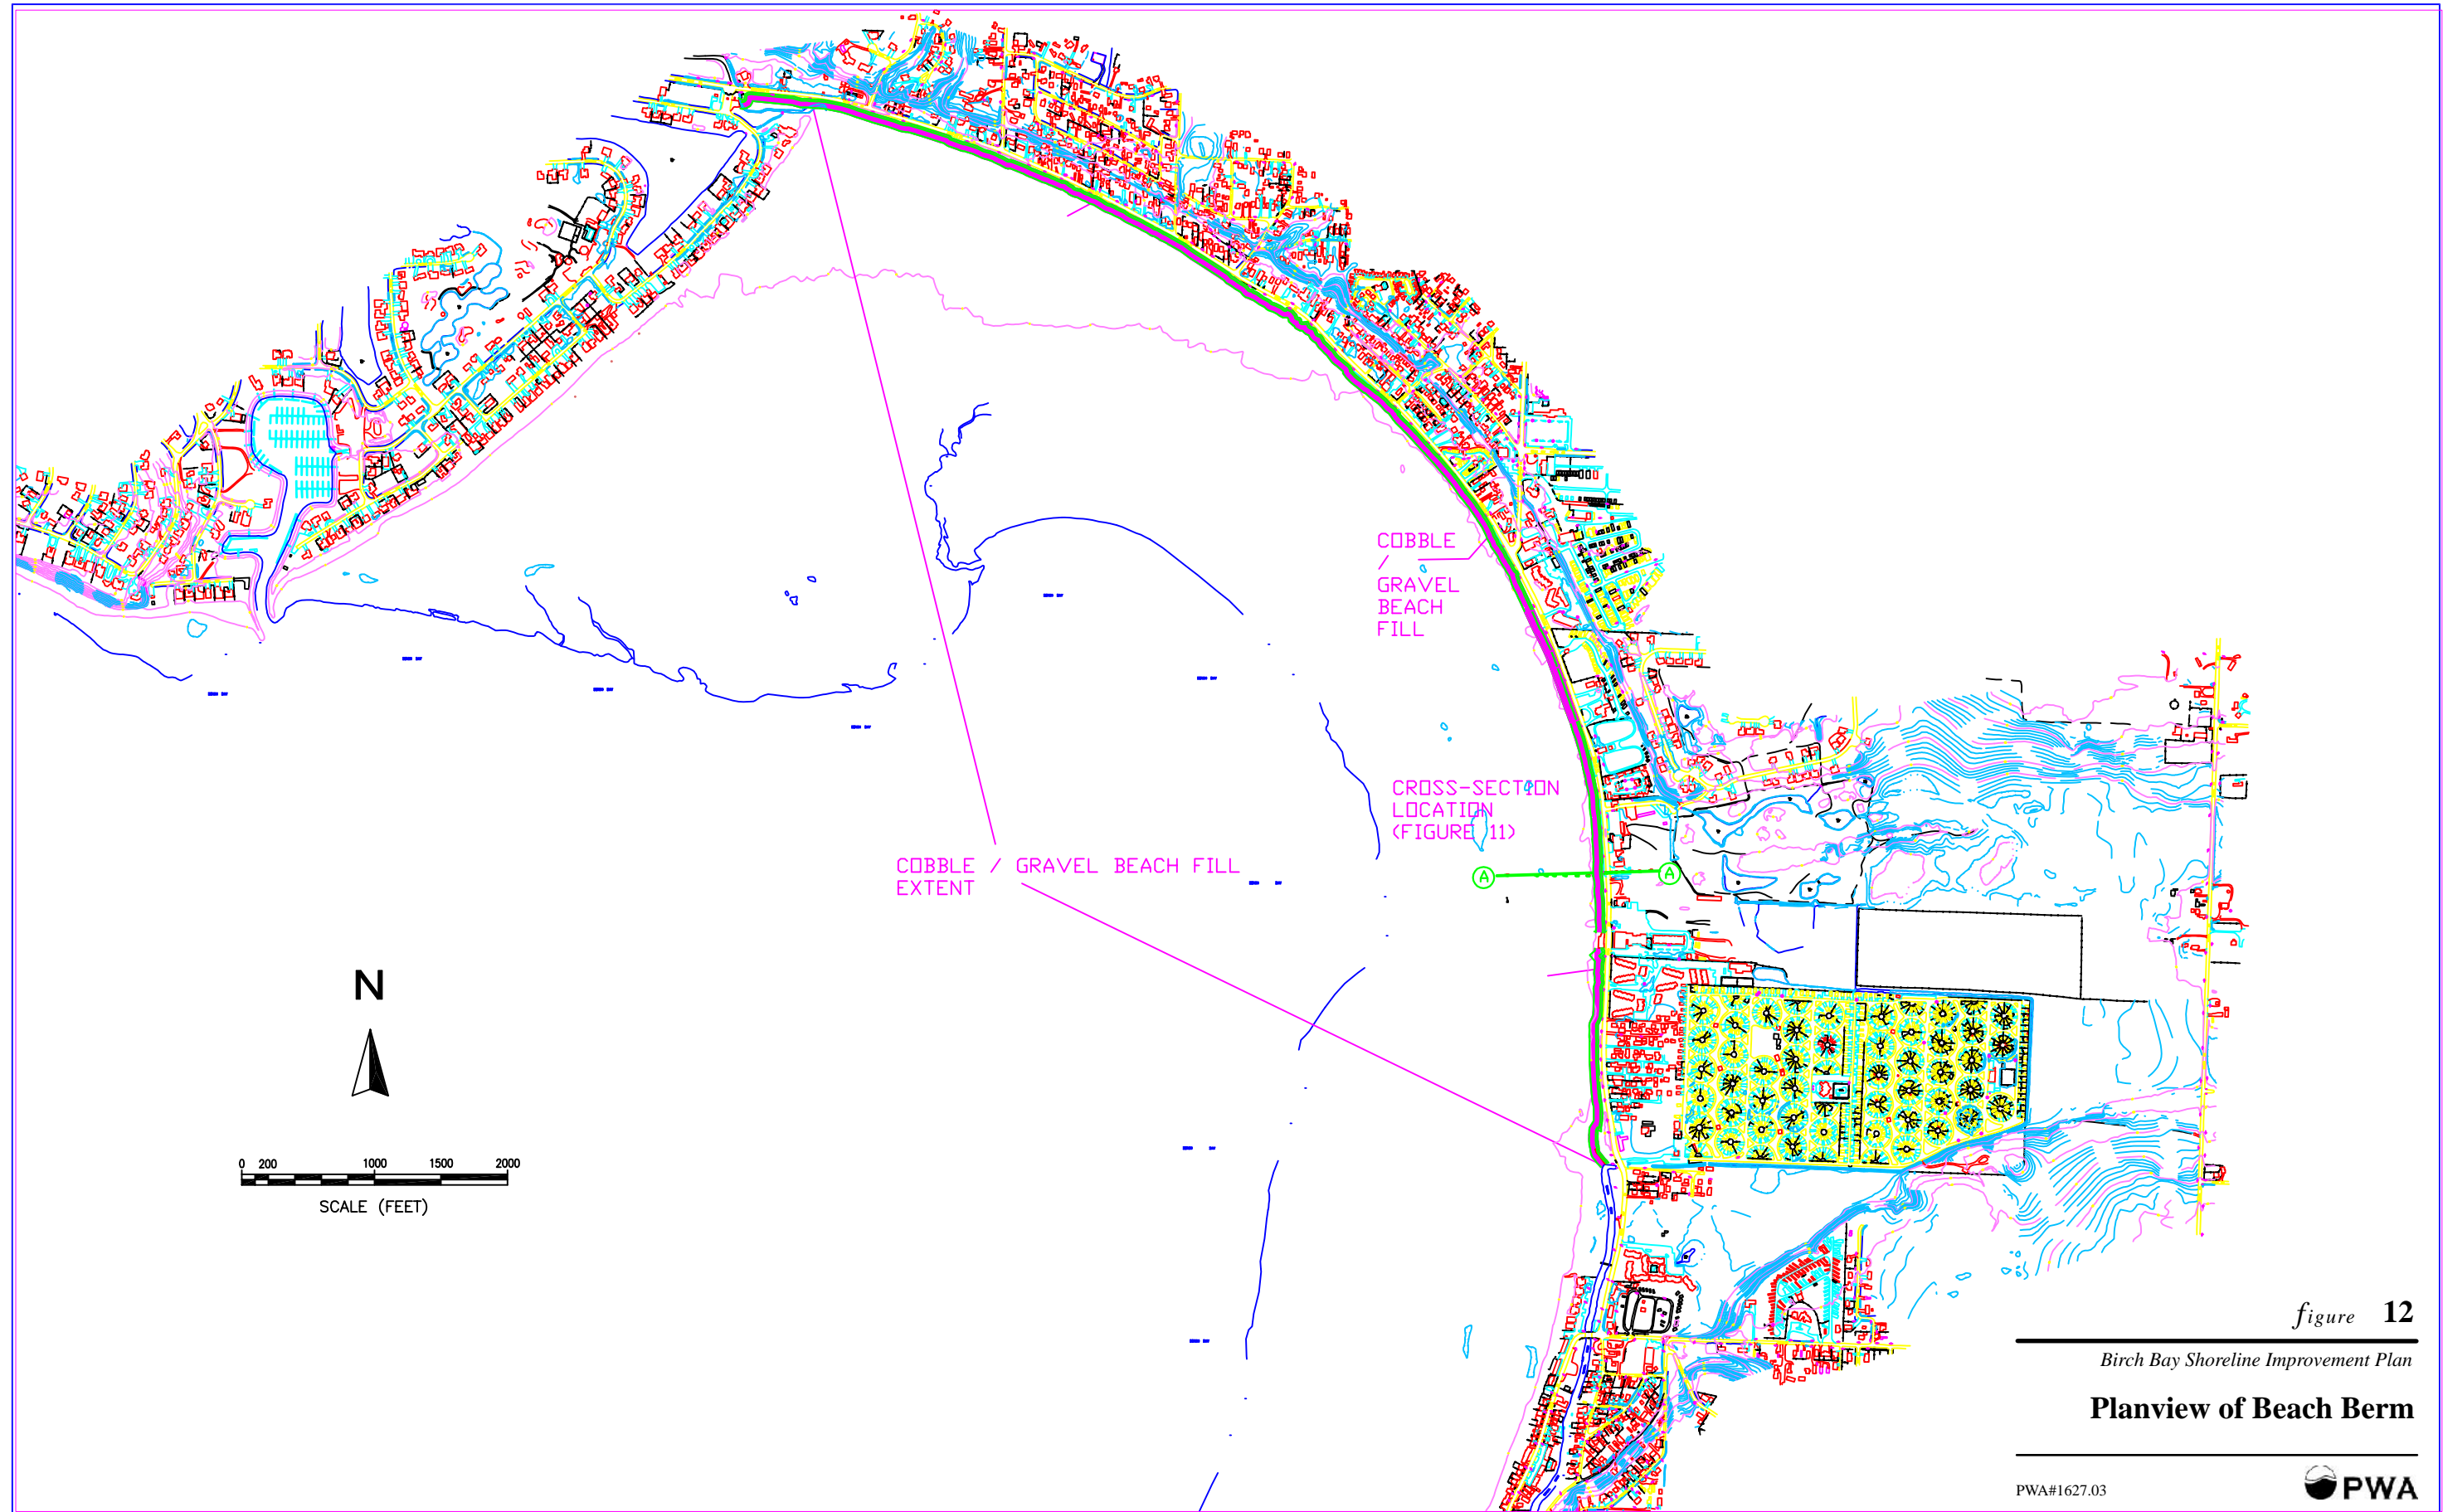 COBBLE
/
GRAVEL
BEACH
FILL
CROSS-SECTION
LOCATION
(FIGURE 11)
A A
COBBLE / GRAVEL BEACH FILL
EXTENT
N
0 200 1000 1500 2000
SCALE (FEET)
figure 12
Birch Bay Shoreline Improvement Plan
Planview of Beach Berm
PWA#1627.03
PWA